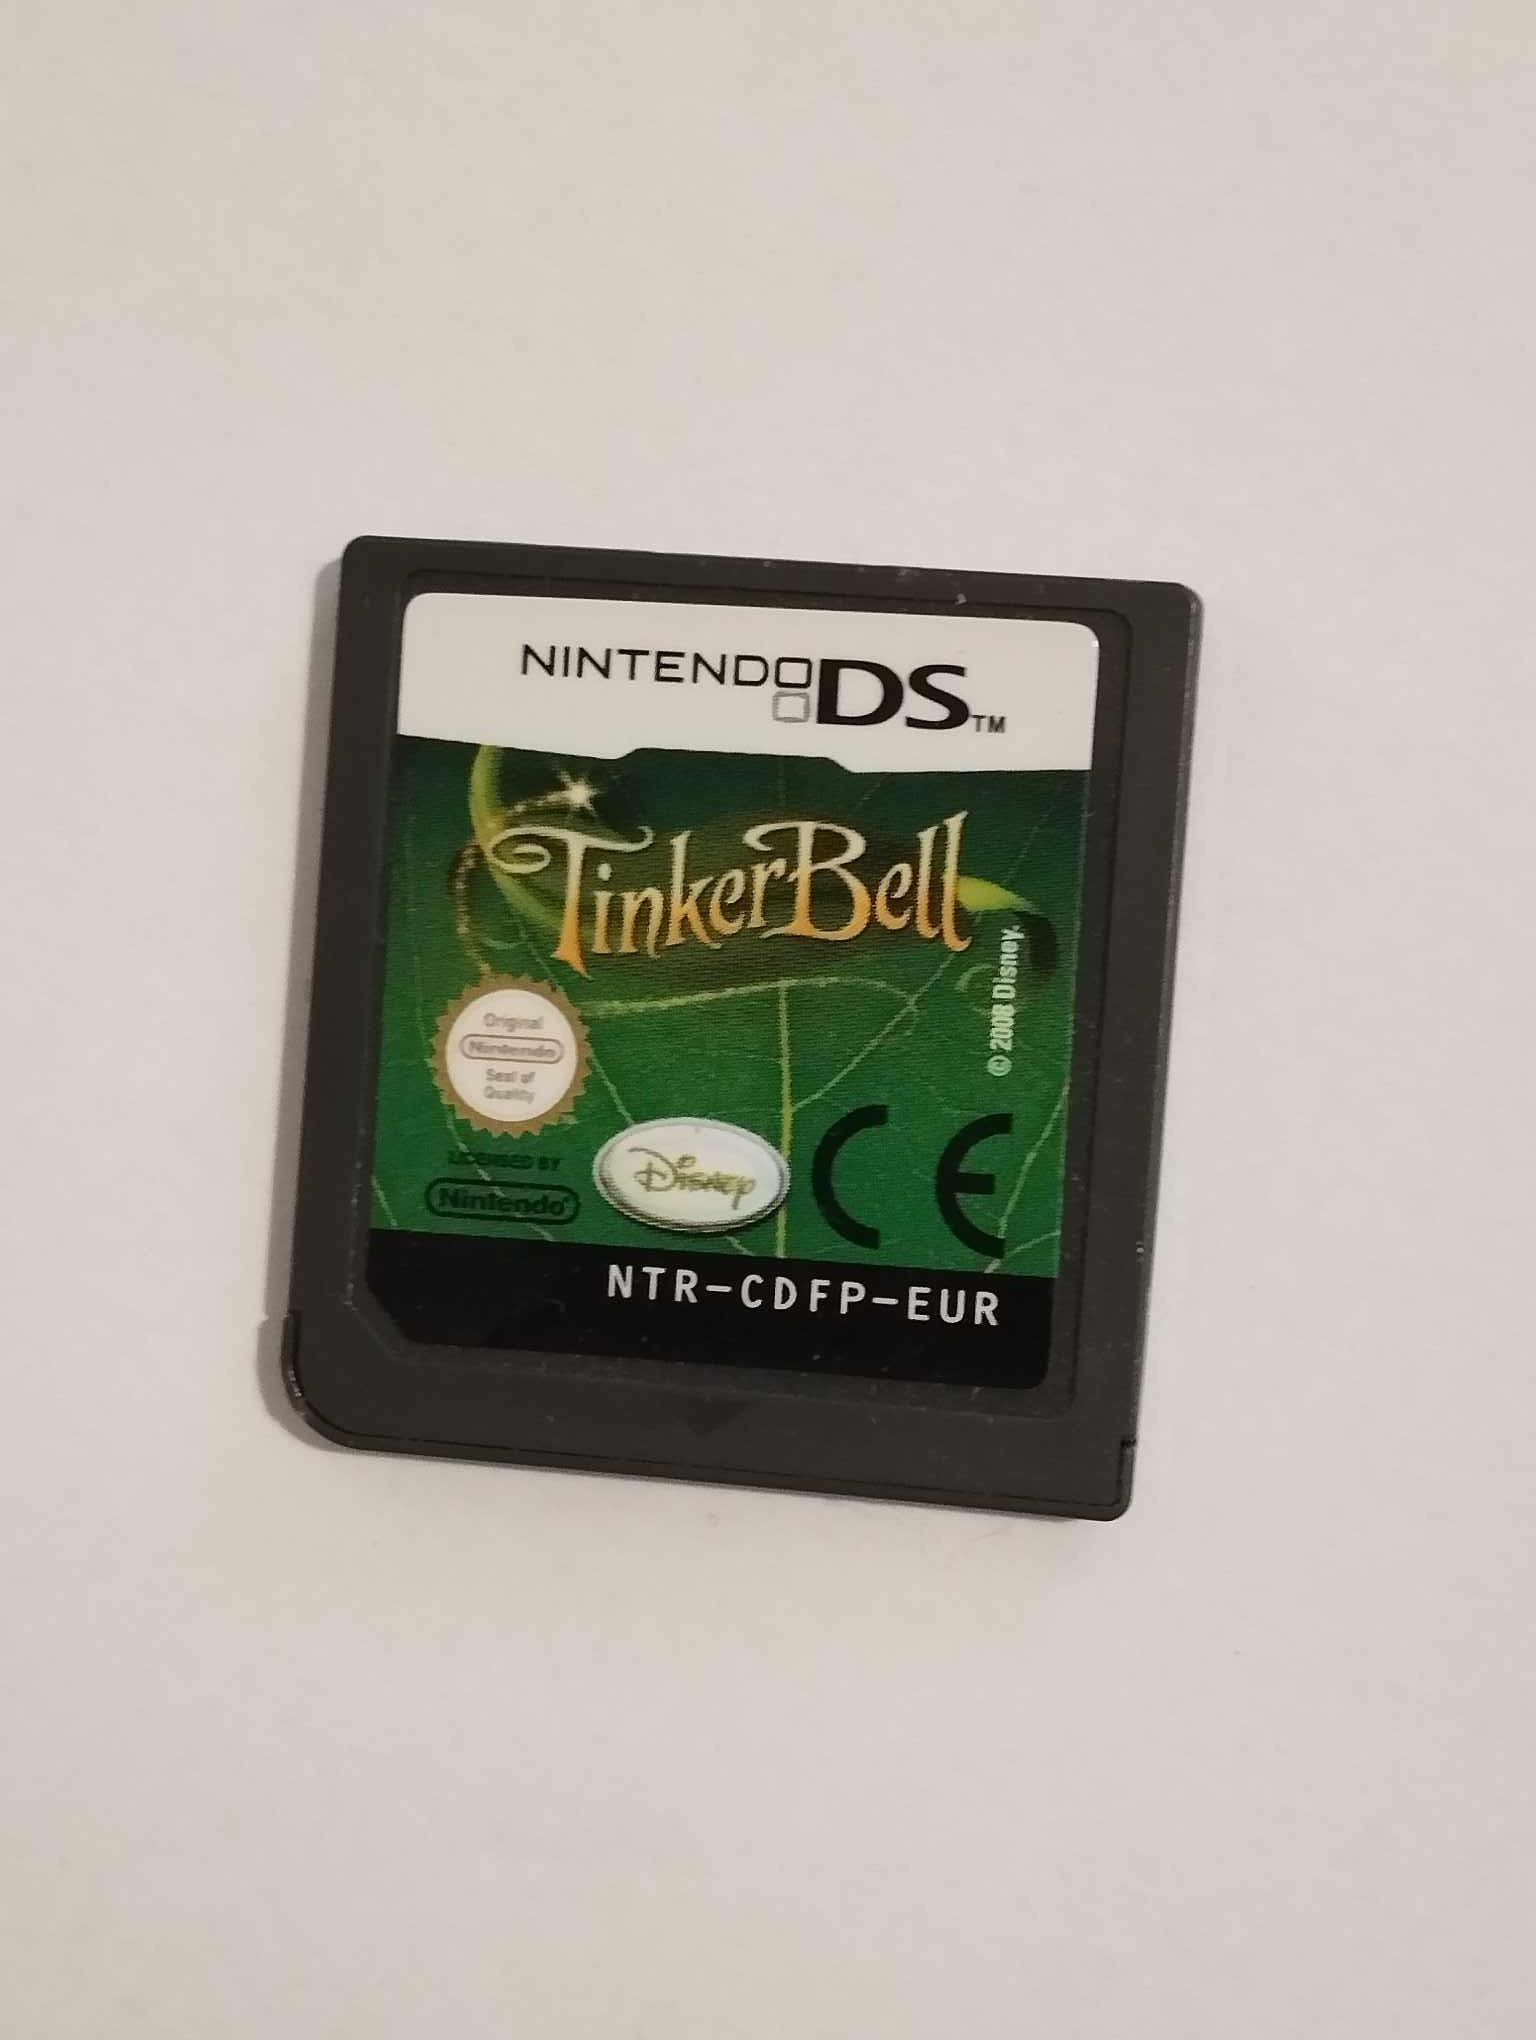 NINTENDO DS™
TinkerBell
© 2008 Disney.
Original
Nintendo
Seal of
Quality
LICENSED BY
Nintendo®
Disney
CE
NTR-CDFP-EUR